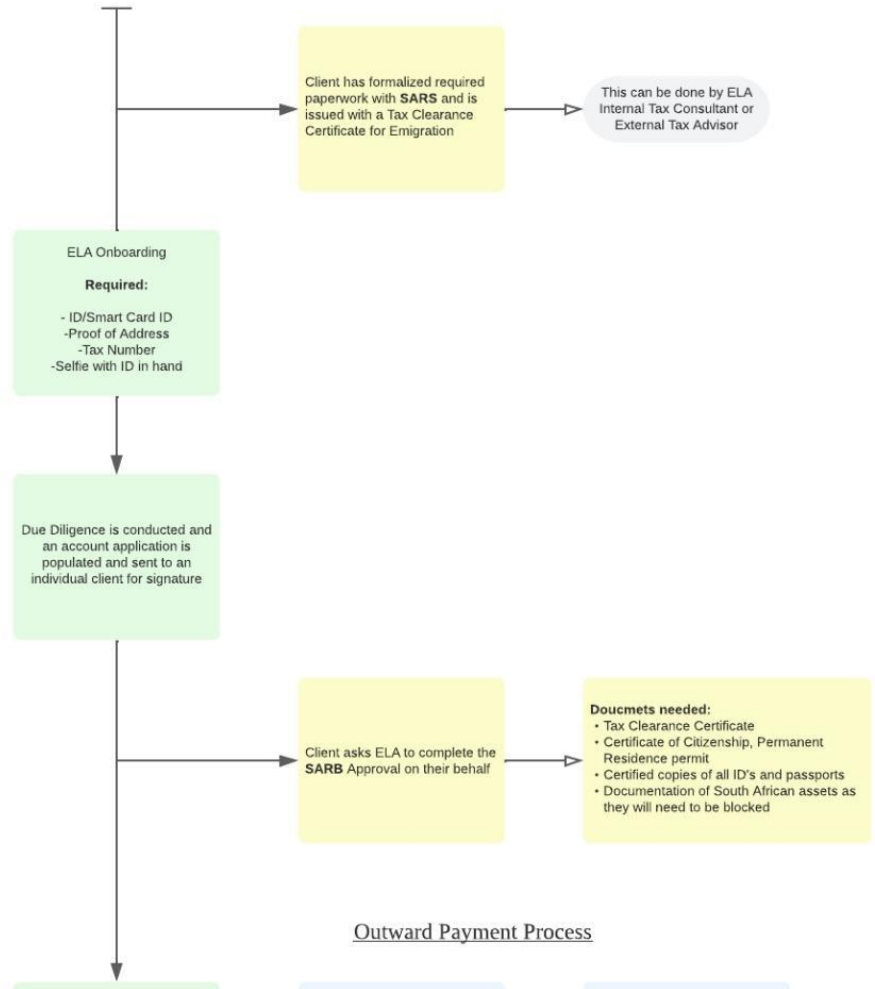 Client has formalized required
paperwork with SARS and is
issued with a Tax Clearance
Certificate for Emigration
This can be done by ELA
Internal Tax Consultant or
External Tax Advisor
ELA Onboarding
Required:
- ID/Smart Card ID
-Proof of Address
-Tax Number
-Selfie with ID in hand
Due Diligence is conducted and
an account application is
populated and sent to an
individual client for signature
Client asks ELA to complete the
SARB Approval on their behalf
Doucmets needed:
• Tax Clearance Certificate
• Certificate of Citizenship, Permanent
Residence permit
• Certified copies of all ID's and passports
• Documentation of South African assets as
they will need to be blocked
Outward Payment Process